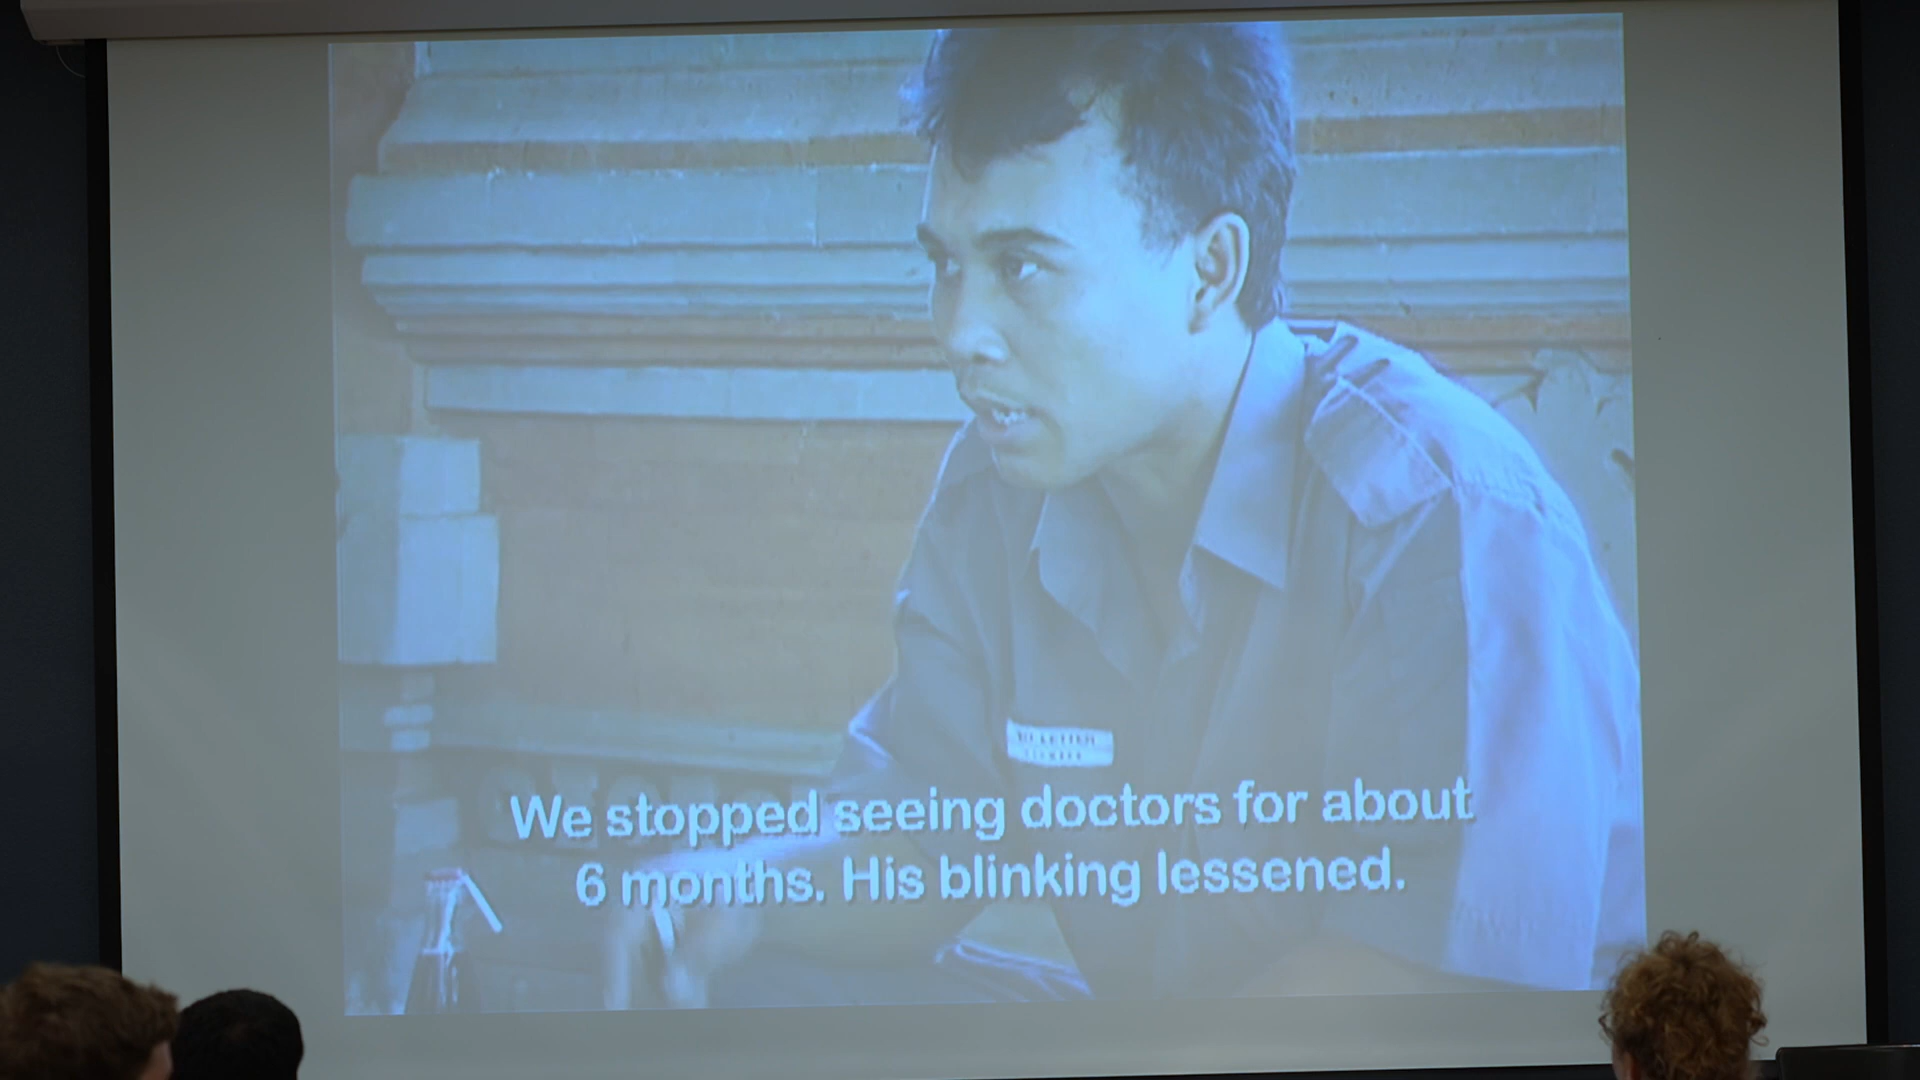 We stopped seeing doctors for about
6 months. His blinking lessened.